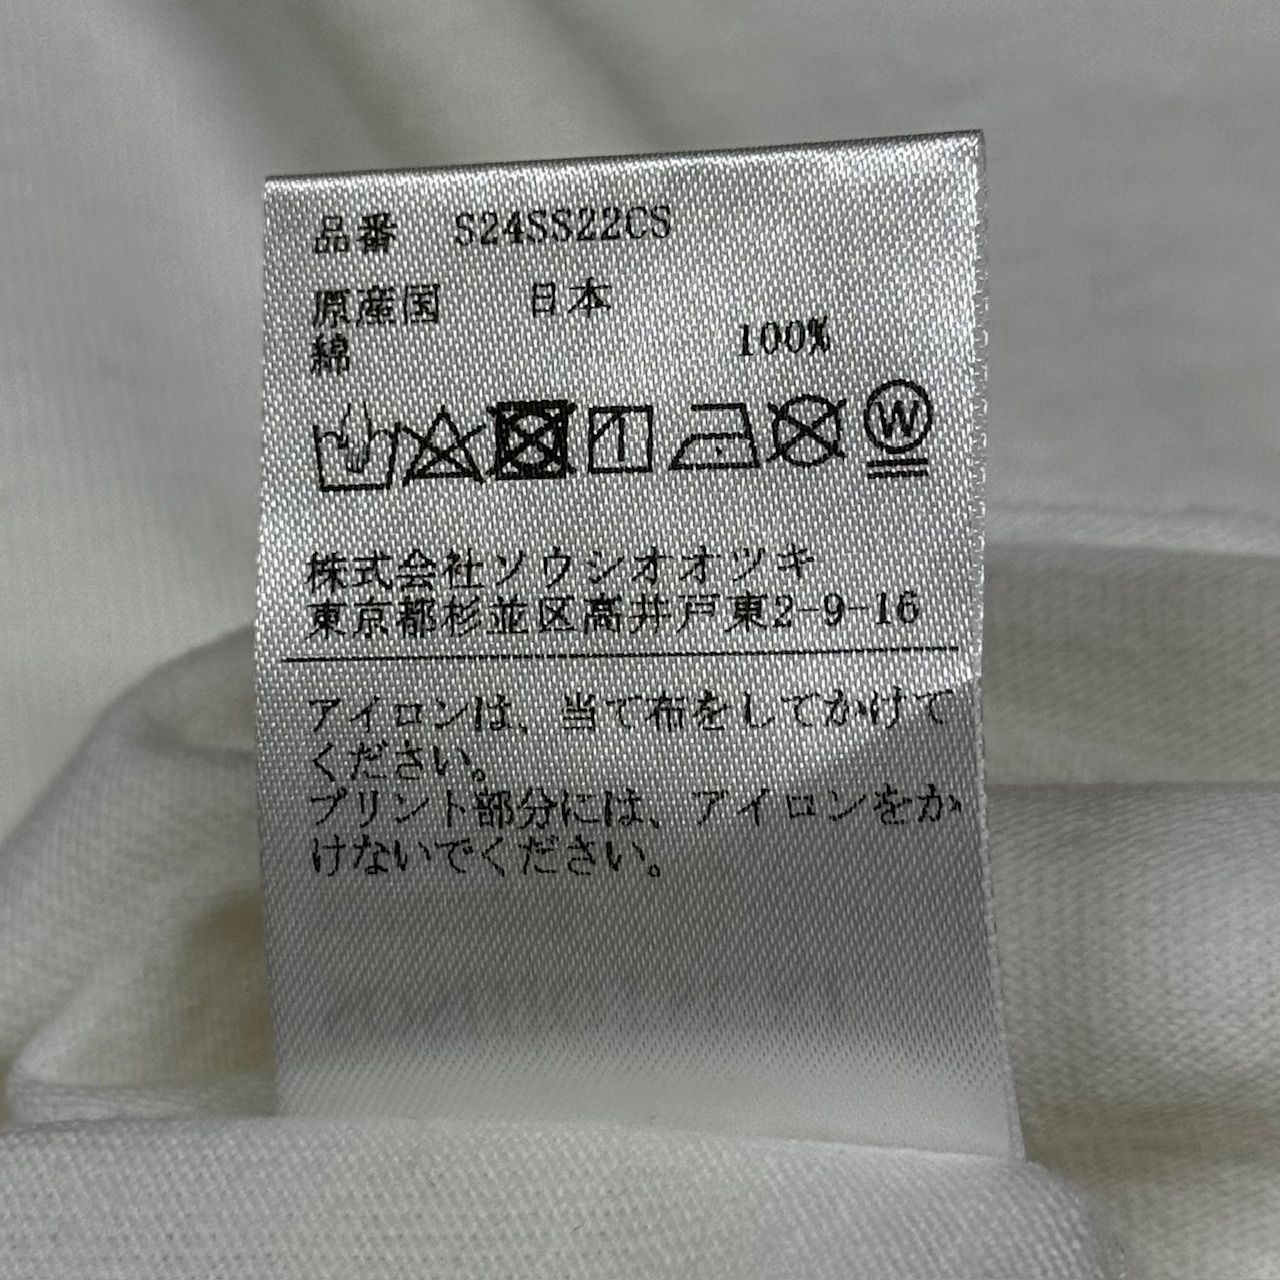 品番 S24SS22CS
原産国 日本
綿 100%
W
株式会社ソウシオオツキ
東京都杉並区高井戸東2-9-16
アイロンは、当て布をしてかけて
ください。
プリント部分には、アイロンをか
けないでください。